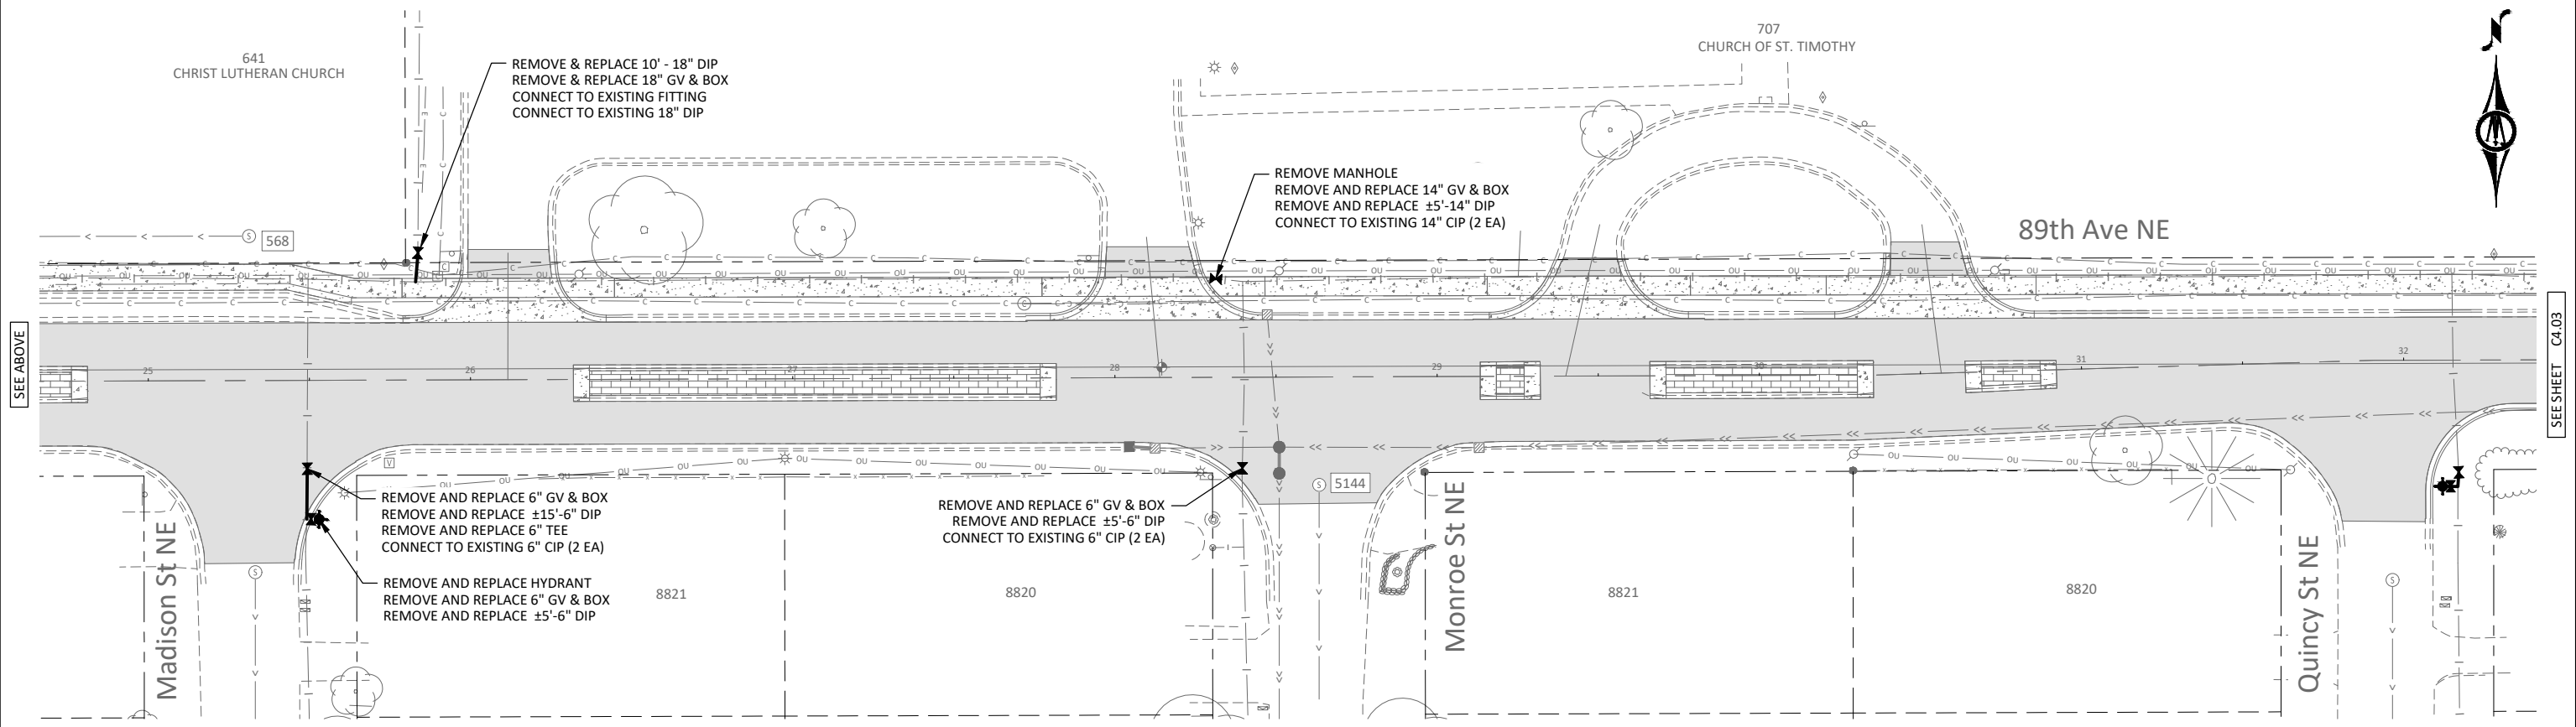 641
CHRIST LUTHERAN CHURCH
REMOVE & REPLACE 10' - 18" DIP
REMOVE & REPLACE 18" GV & BOX
CONNECT TO EXISTING FITTING
CONNECT TO EXISTING 18" DIP
707
CHURCH OF ST. TIMOTHY
N
REMOVE MANHOLE
REMOVE AND REPLACE 14" GV & BOX
REMOVE AND REPLACE ±5'-14" DIP
CONNECT TO EXISTING 14" CIP (2 EA)
89th Ave NE
S
568
SEE ABOVE
25
26
27
28
29
30
31
32
SEE SHEET C4.03
V
REMOVE AND REPLACE 6" GV & BOX
REMOVE AND REPLACE ±15'-6" DIP
REMOVE AND REPLACE 6" TEE
CONNECT TO EXISTING 6" CIP (2 EA)
REMOVE AND REPLACE HYDRANT
REMOVE AND REPLACE 6" GV & BOX
REMOVE AND REPLACE ±5'-6" DIP
REMOVE AND REPLACE 6" GV & BOX
REMOVE AND REPLACE ±5'-6" DIP
CONNECT TO EXISTING 6" CIP (2 EA)
S
5144
Madison St NE
S
8821
8820
Monroe St NE
8821
8820
Quincy St NE
S